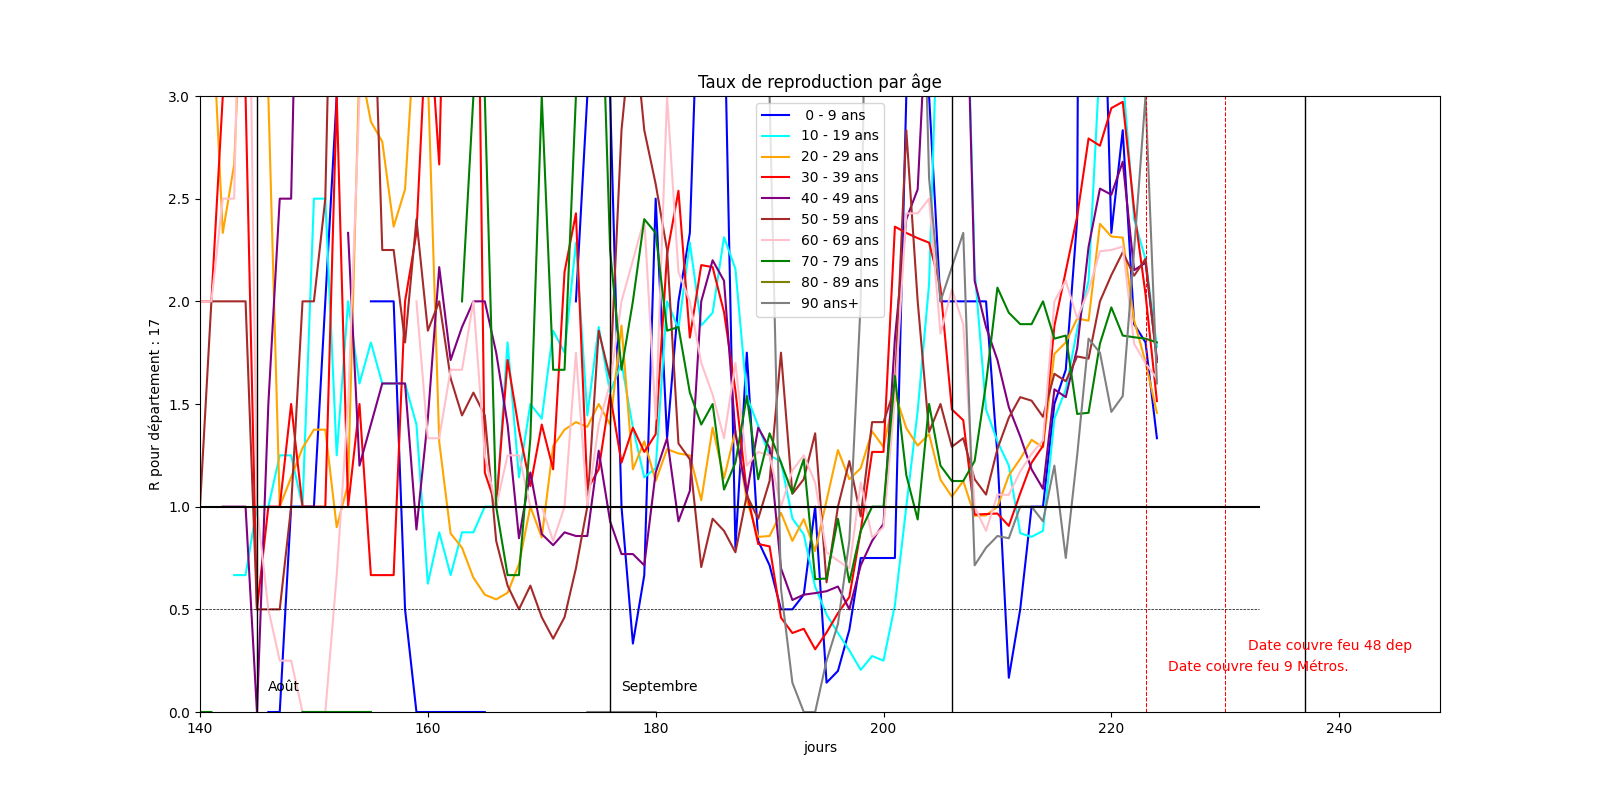 Taux de reproduction par âge
R pour département : 17
3.0
2.5
2.0
1.5
1.0
0.5
0.0
0 - 9 ans
10 - 19 ans
20 - 29 ans
30 - 39 ans
40 - 49 ans
50 - 59 ans
60 - 69 ans
70 - 79 ans
80 - 89 ans
90 ans+
Date couvre feu 48 dep
Date couvre feu 9 Métros.
Août
Septembre
140
160
180
200
220
240
jours